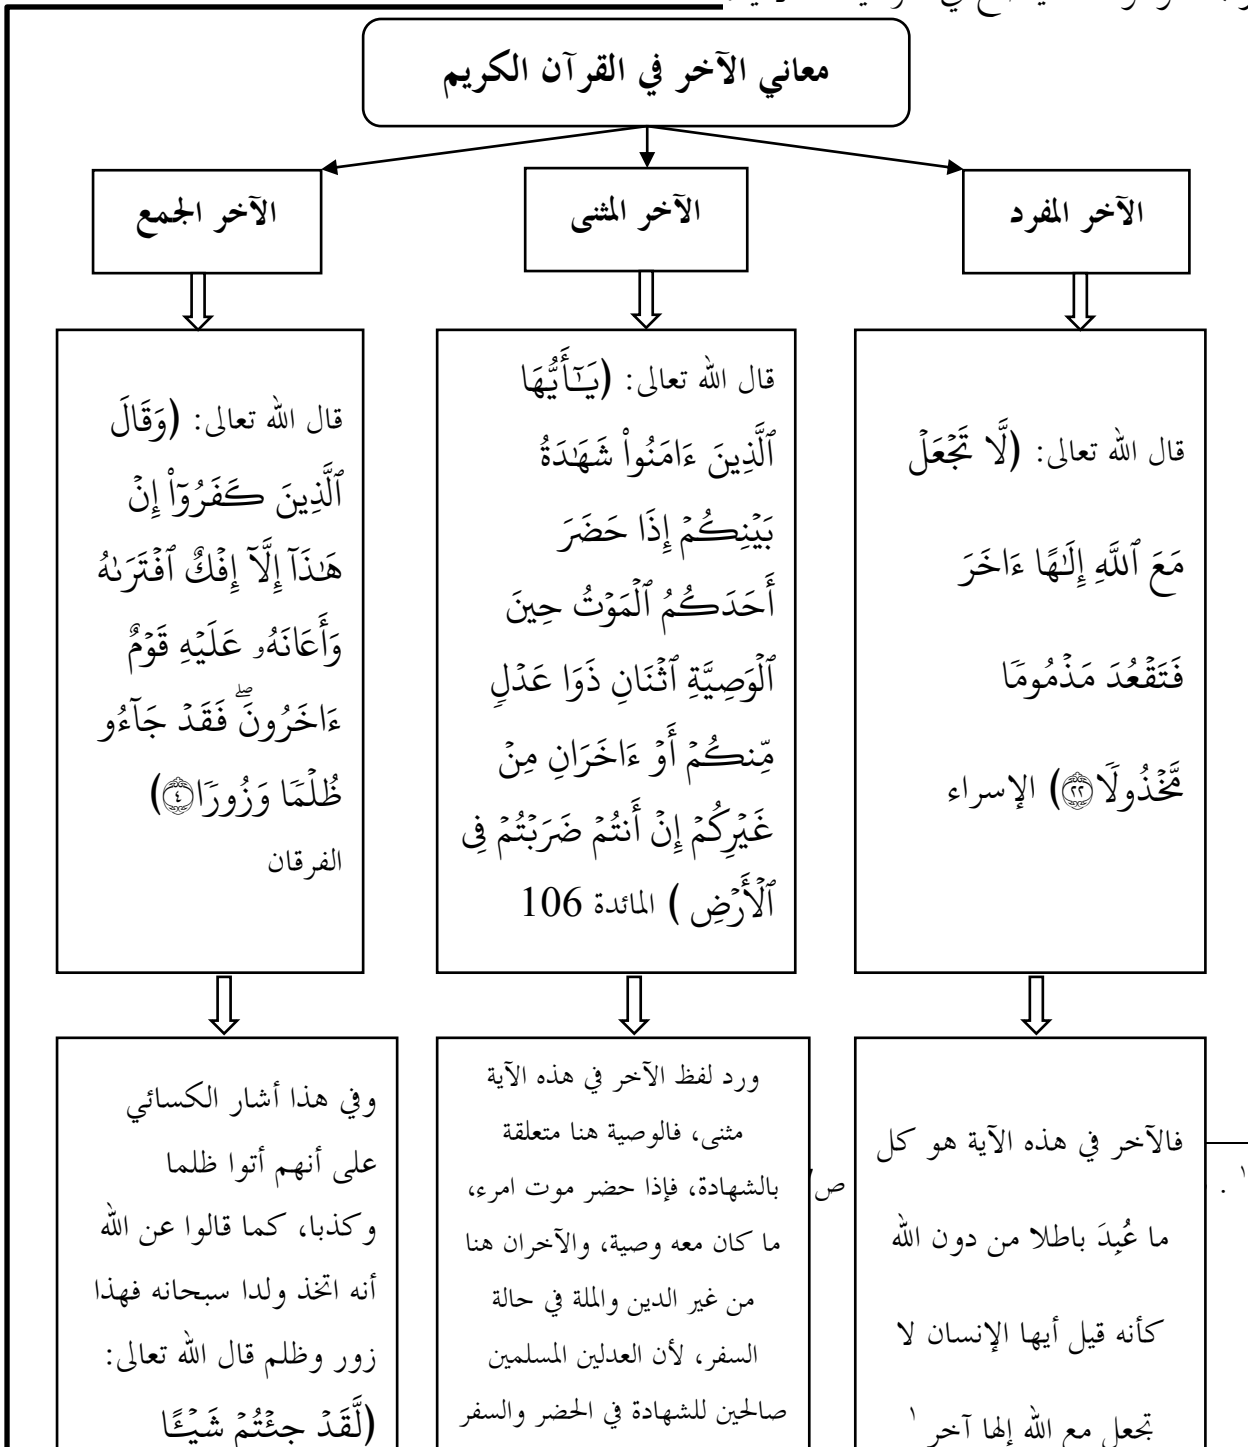 معاني الآخر في القرآن الكريم
الآخر المفرد
الآخر المثنى
الآخر الجمع
قال الله تعالى: (لَّا تَجْعَلْ
مَعَ ٱللَّهِ إِلَٰهًا ءَاخَرَ
فَتَقْعُدَ مَذْمُومًا
مَّخْذُولًا ٢٢) الإسراء
قال الله تعالى: (يَٰٓأَيُّهَا
ٱلَّذِينَ ءَامَنُوا۟ شَهَٰدَةُ
بَيْنِكُمْ إِذَا حَضَرَ
أَحَدَكُمُ ٱلْمَوْتُ حِينَ
ٱلْوَصِيَّةِ ٱثْنَانِ ذَوَا عَدْلٍ
مِّنكُمْ أَوْ ءَاخَرَانِ مِنْ
غَيْرِكُمْ إِنْ أَنتُمْ ضَرَبْتُمْ فِى
ٱلْأَرْضِ ) المائدة 106
قال الله تعالى: (وَقَالَ
ٱلَّذِينَ كَفَرُوٓا۟ إِنْ
هَٰذَآ إِلَّآ إِفْكٌ ٱفْتَرَىٰهُ
وَأَعَانَهُۥ عَلَيْهِ قَوْمٌ
ءَاخَرُونَۖ فَقَدْ جَآءُو
ظُلْمًا وَزُورًا ٤)
الفرقان
فالآخر في هذه الآية هو كل
ما عُبِدَ باطلا من دون الله
كأنه قيل أيها الإنسان لا
تجعل مع الله إلها آخر ١
ورد لفظ الآخر في هذه الآية
مثنى، فالوصية هنا متعلقة
بالشهادة، فإذا حضر موت امرء،
ما كان معه وصية، والآخران هنا
من غير الدين والملة في حالة
السفر، لأن العدلين المسلمين
صالحين للشهادة في الحضر والسفر
وفي هذا أشار الكسائي
على أنهم أتوا ظلما
وكذبا، كما قالوا عن الله
أنه اتخذ ولدا سبحانه فهذا
زور وظلم قال الله تعالى:
(لَّقَدْ جِئْتُمْ شَيْـًٔا
١ .
ص